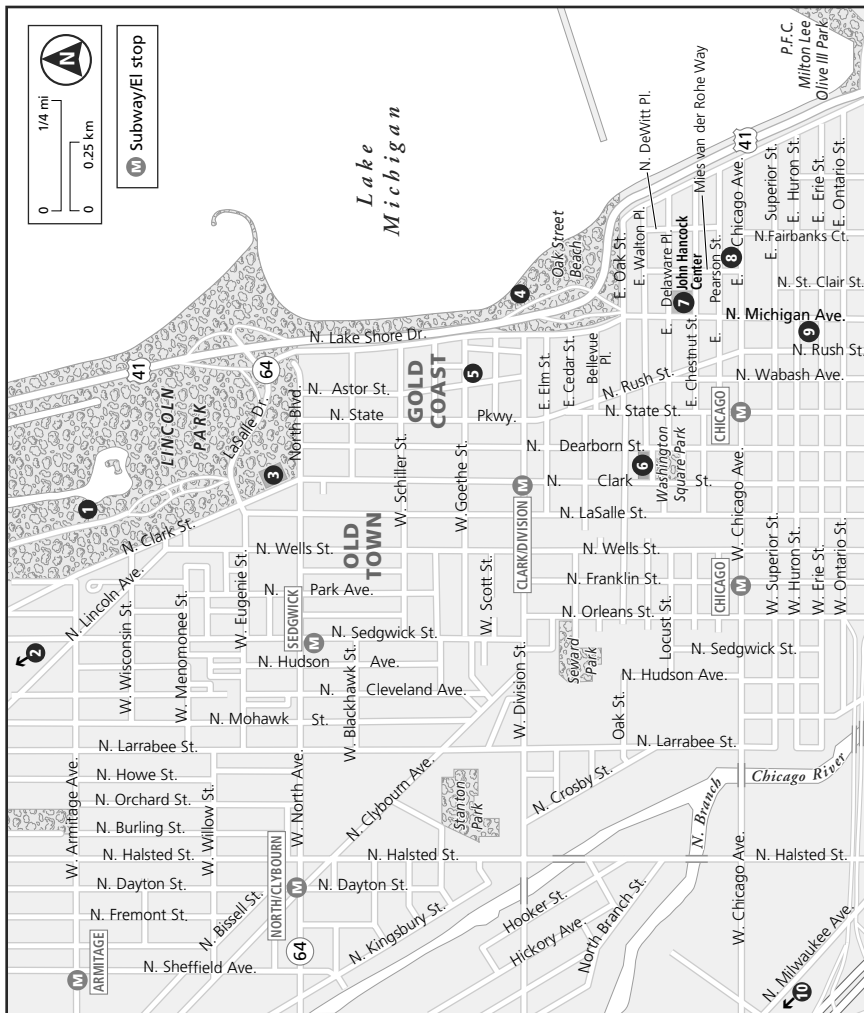 N
0 1/4 mi
0 0.25 km
M Subway/El stop
Lake
Michigan
P.F.C.
Milton Lee
Olive III Park
41
41
64
64
LINCOLN
PARK
LaSalle Dr.
North Blvd.
N. Lake Shore Dr.
Oak Street
Beach
1
2
3
4
5
6
7
8
9
10
GOLD
COAST
OLD
TOWN
N. Astor St.
N. State Pkwy.
N. Clark St.
N. Lincoln Ave.
N. Wells St.
N. Park Ave.
N. Sedgwick St.
N. Hudson Ave.
N. Cleveland Ave.
N. Mohawk St.
N. Larrabee St.
N. Howe St.
N. Orchard St.
N. Burling St.
N. Halsted St.
N. Dayton St.
N. Fremont St.
N. Bissell St.
N. Sheffield Ave.
W. Armitage Ave.
W. Wisconsin St.
W. Menomonee St.
W. Willow St.
W. Eugenie St.
W. North Ave.
W. Blackhawk St.
W. Schiller St.
W. Goethe St.
W. Scott St.
W. Division St.
SEDGWICK
M
NORTH/CLYBOURN
M
ARMITAGE
M
CLARK/DIVISION
M
CHICAGO
M
CHICAGO
M
N. Clybourn Ave.
Stanton
Park
Seward
Park
N. Halsted St.
N. Dayton St.
N. Kingsbury St.
Hooker St.
Hickory Ave.
North Branch St.
N. Crosby St.
N. Branch
Chicago River
N. Halsted St.
N. Milwaukee Ave.
W. Chicago Ave.
W. Chicago Ave.
N. Larrabee St.
Oak St.
N. Hudson Ave.
N. Sedgwick St.
Locust St.
N. Orleans St.
N. Franklin St.
N. Wells St.
N. LaSalle St.
N. Clark St.
N. Dearborn St.
Washington
Square Park
N. State St.
N. Rush St.
E. Elm St.
E. Cedar St.
Bellevue
Pl.
E. Oak St.
E. Walton Pl.
N. DeWitt Pl.
E. Delaware Pl.
John Hancock
Center
Mies van der Rohe Way
E. Chestnut St.
E. Pearson St.
E. Chicago Ave.
E. Superior St.
E. Huron St.
E. Erie St.
E. Ontario St.
N.Fairbanks Ct.
N. St. Clair St.
N. Michigan Ave.
N. Rush St.
N. Wabash Ave.
W. Superior St.
W. Huron St.
W. Erie St.
W. Ontario St.